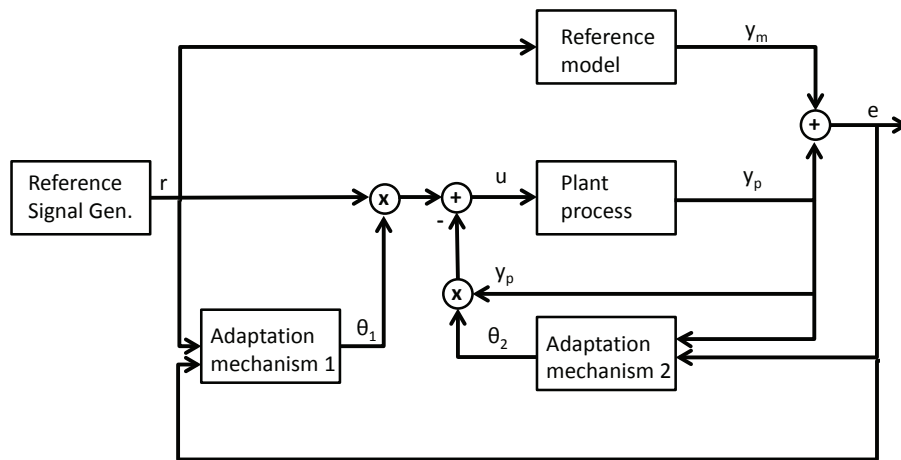 Reference
model
y_m
e
+
Reference
Signal Gen.
r
x
+
-
u
Plant
process
y_p
y_p
x
Adaptation
mechanism 1
θ_1
θ_2
Adaptation
mechanism 2